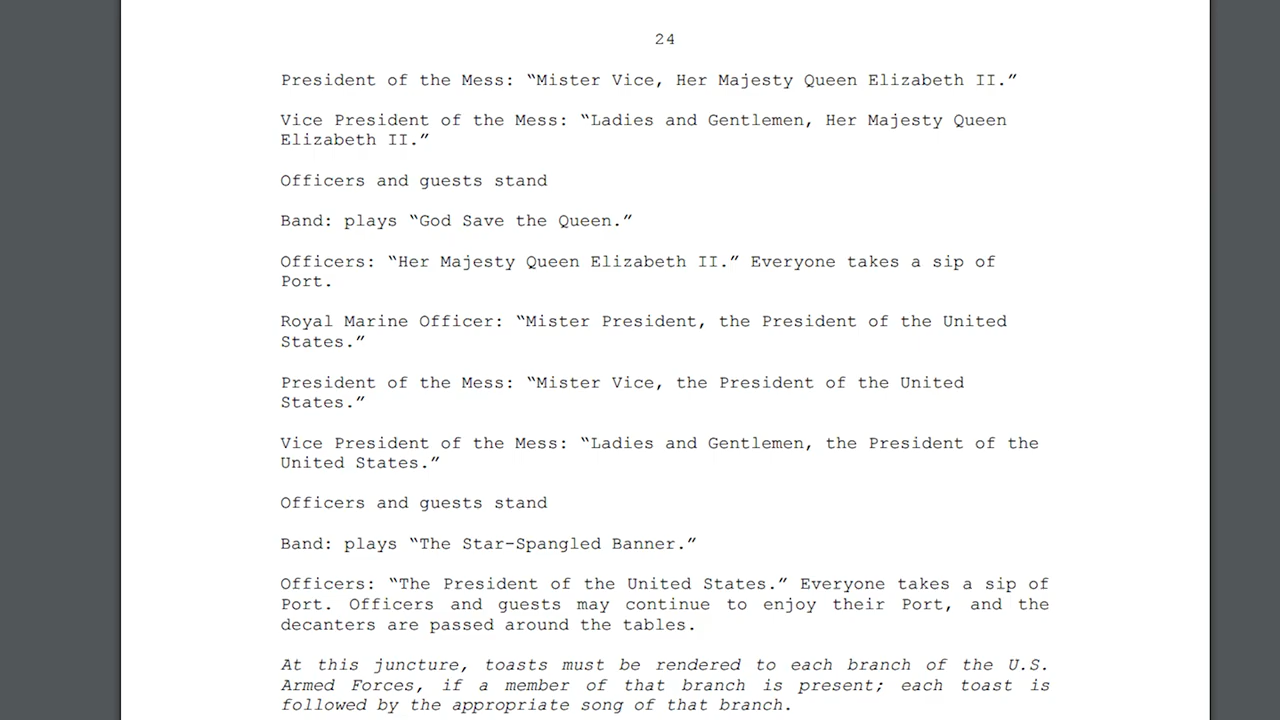 24
President of the Mess: “Mister Vice, Her Majesty Queen Elizabeth II.”
Vice President of the Mess: “Ladies and Gentlemen, Her Majesty Queen
Elizabeth II.”
Officers and guests stand
Band: plays “God Save the Queen.”
Officers: “Her Majesty Queen Elizabeth II.” Everyone takes a sip of
Port.
Royal Marine Officer: “Mister President, the President of the United
States.”
President of the Mess: “Mister Vice, the President of the United
States.”
Vice President of the Mess: “Ladies and Gentlemen, the President of the
United States.”
Officers and guests stand
Band: plays “The Star-Spangled Banner.”
Officers: “The President of the United States.” Everyone takes a sip of
Port. Officers and guests may continue to enjoy their Port, and the
decanters are passed around the tables.
At this juncture, toasts must be rendered to each branch of the U.S.
Armed Forces, if a member of that branch is present; each toast is
followed by the appropriate song of that branch.